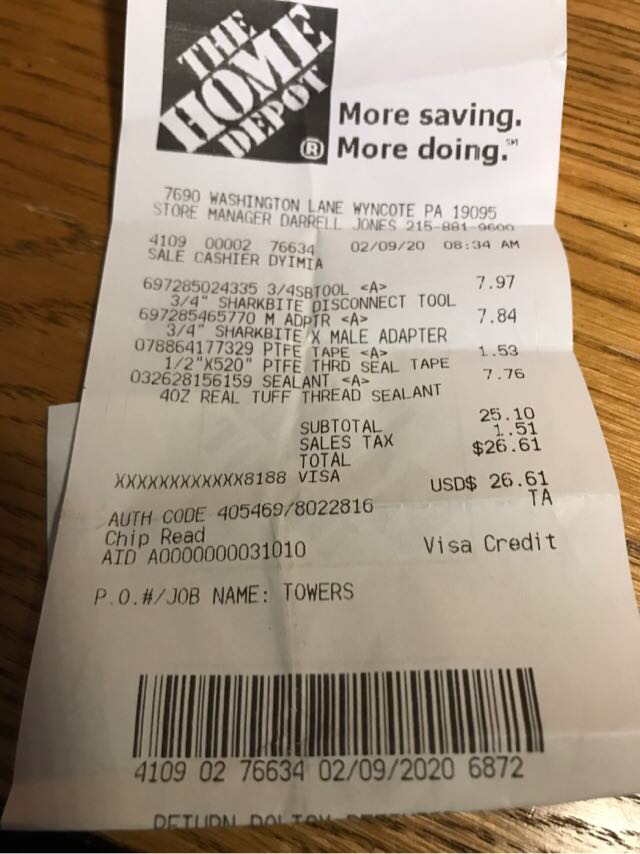 THE
HOME
DEPOT
®
More saving.
More doing.℠
7690 WASHINGTON LANE WYNCOTE PA 19095
STORE MANAGER DARRELL JONES 215-881-9600
4109 00002 76634 02/09/20 08:34 AM
SALE CASHIER DYIMIA
697285024335 3/4SBTOOL <A> 7.97
3/4" SHARKBITE DISCONNECT TOOL
697285465770 M ADPTR <A> 7.84
3/4" SHARKBITE X MALE ADAPTER
078864177329 PTFE TAPE <A> 1.53
1/2"X520" PTFE THRD SEAL TAPE
032628156159 SEALANT <A> 7.76
4OZ REAL TUFF THREAD SEALANT
SUBTOTAL 25.10
SALES TAX 1.51
TOTAL $26.61
XXXXXXXXXXXX8188 VISA
USD$ 26.61
AUTH CODE 405469/8022816 TA
Chip Read
AID A0000000031010 Visa Credit
P.O.#/JOB NAME: TOWERS
4109 02 76634 02/09/2020 6872
RETURN POLICY